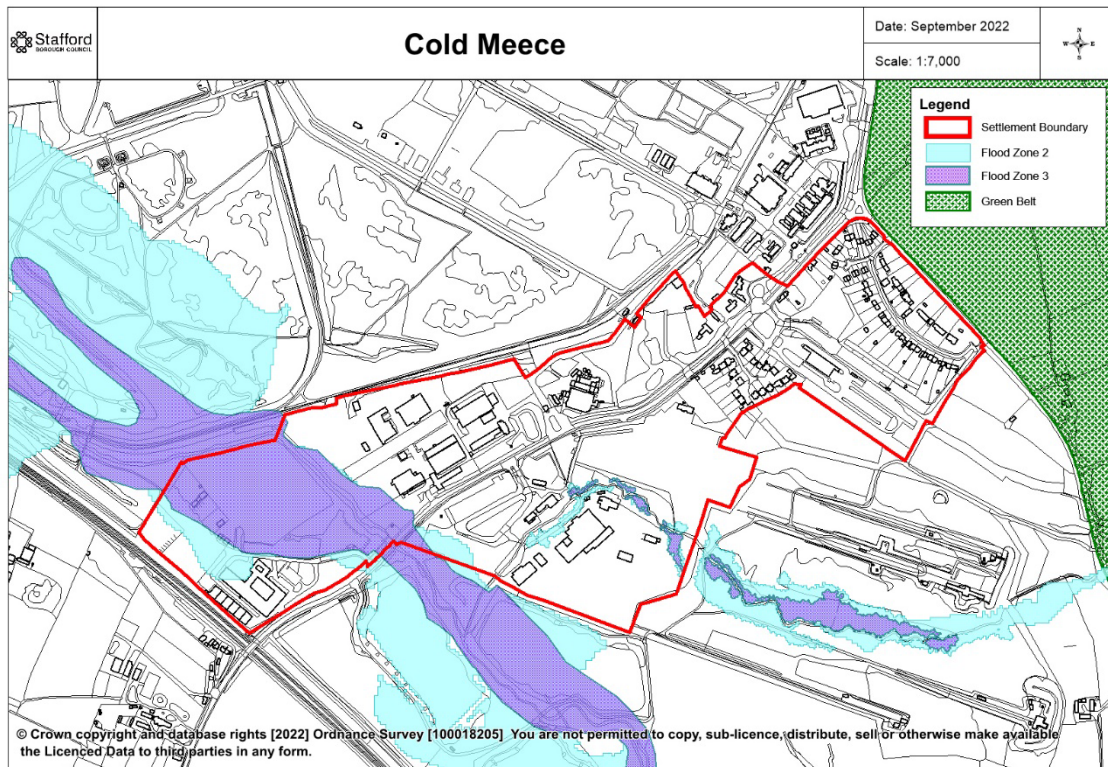 Stafford
BOROUGH COUNCIL
Cold Meece
Date: September 2022
Scale: 1:7,000
N
W E
S
Legend
Settlement Boundary
Flood Zone 2
Flood Zone 3
Green Belt
© Crown copyright and database rights [2022] Ordnance Survey [100018205] You are not permitted to copy, sub-licence, distribute, sell or otherwise make available
the Licenced Data to third parties in any form.